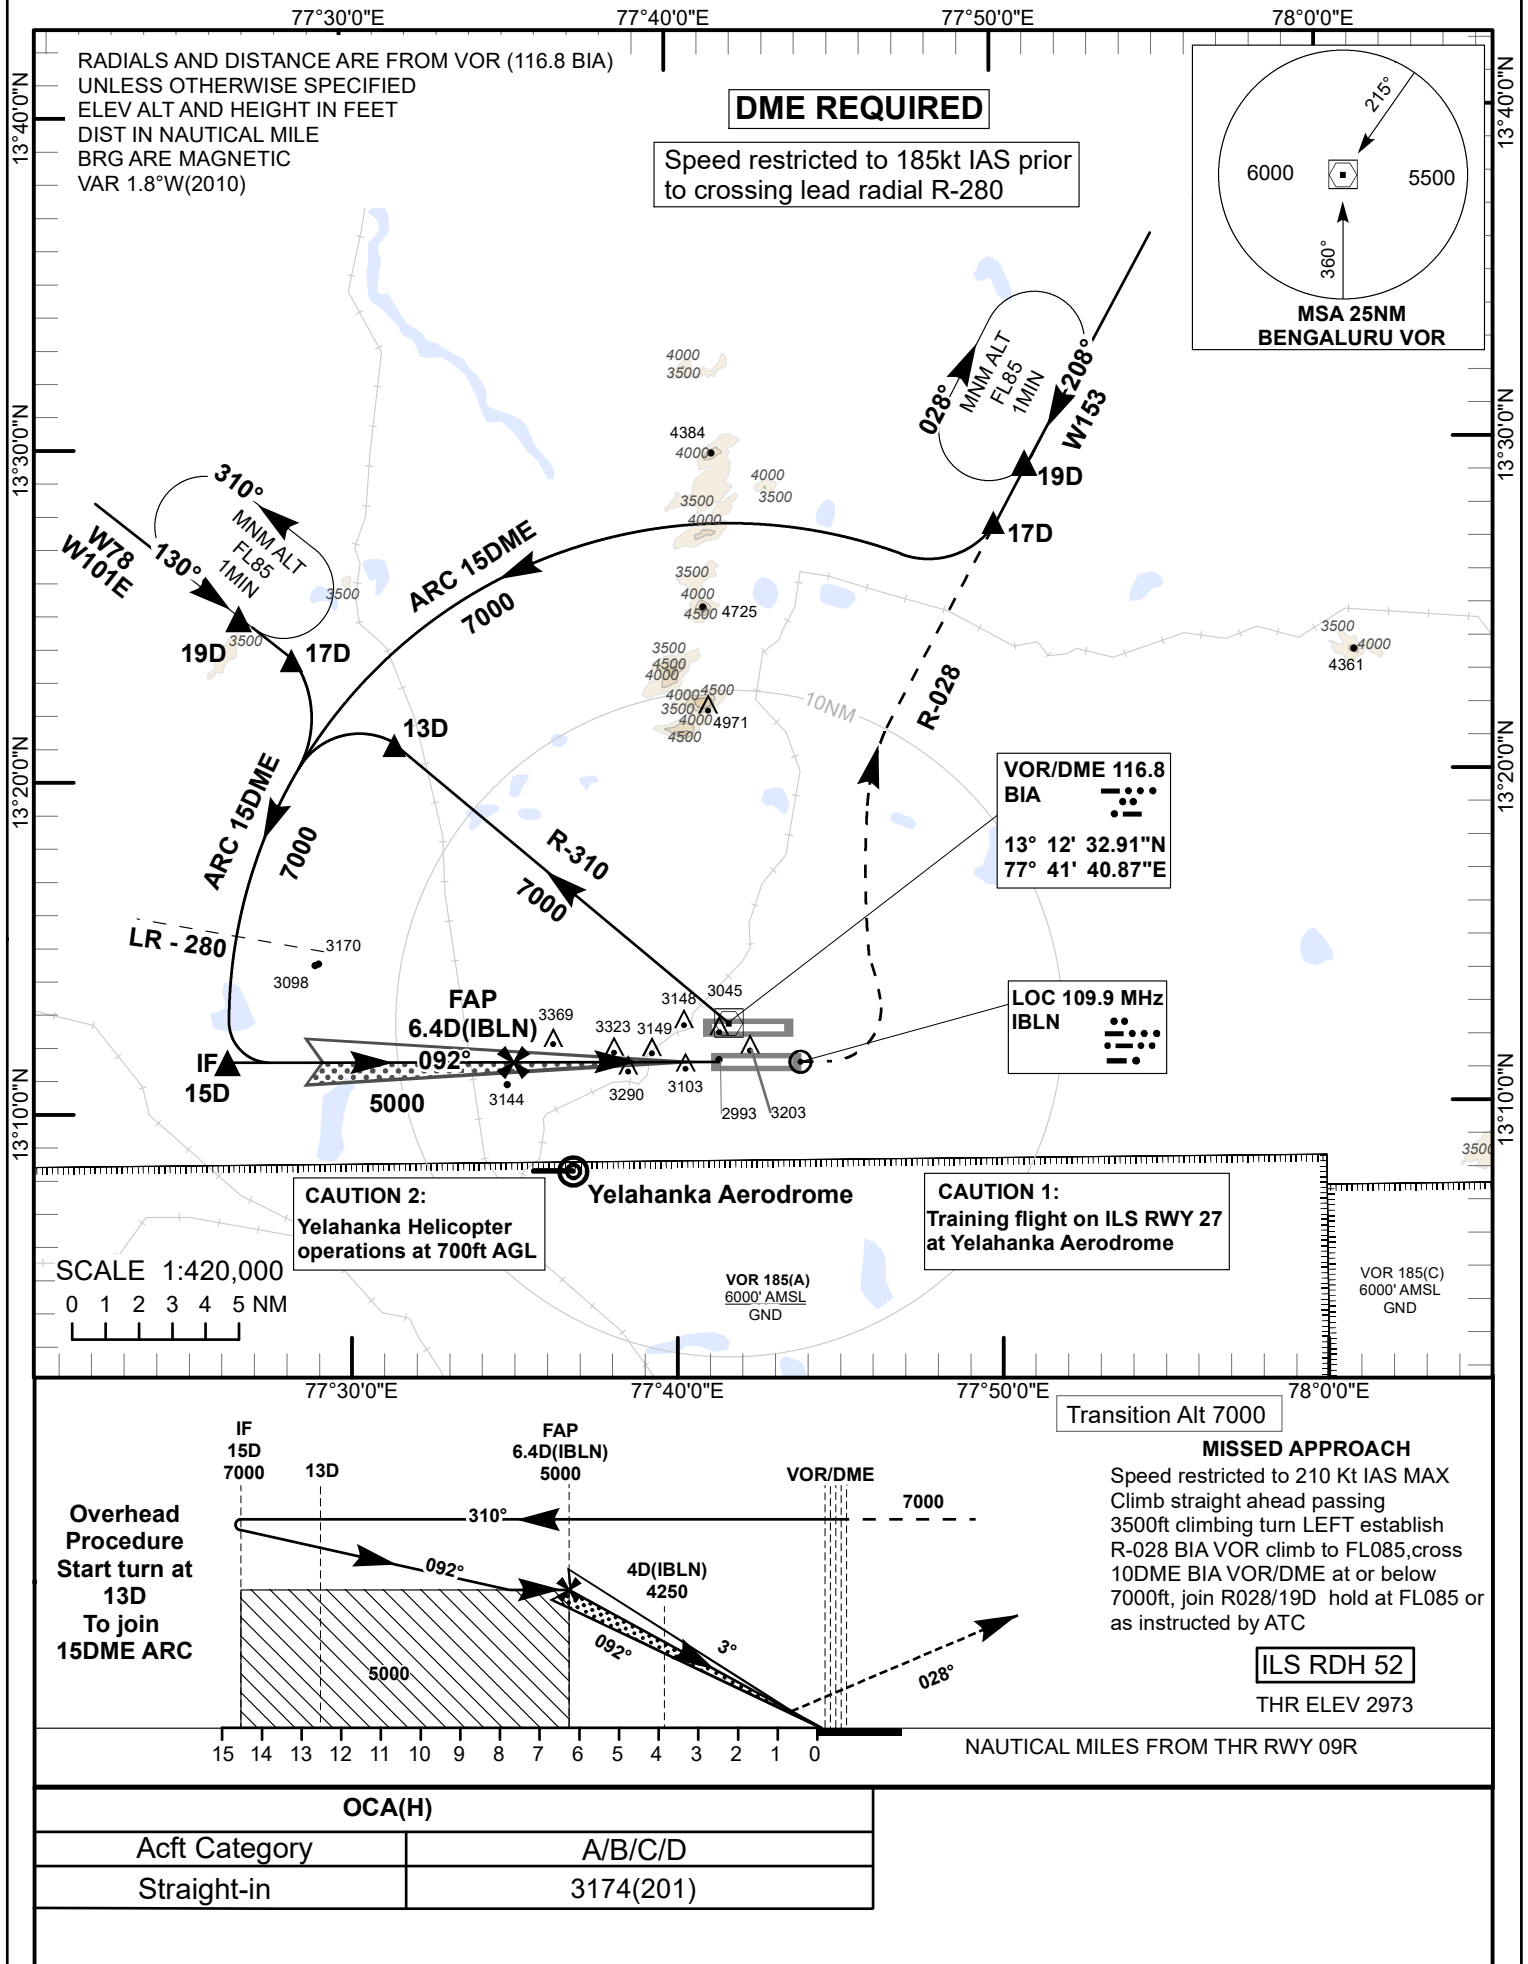 77°30'0"E
77°40'0"E
77°50'0"E
78°0'0"E
RADIALS AND DISTANCE ARE FROM VOR (116.8 BIA)
UNLESS OTHERWISE SPECIFIED
ELEV ALT AND HEIGHT IN FEET
DIST IN NAUTICAL MILE
BRG ARE MAGNETIC
VAR 1.8°W(2010)
DME REQUIRED
Speed restricted to 185kt IAS prior
to crossing lead radial R-280
215°
6000
5500
360°
MSA 25NM
BENGALURU VOR
13°40'0"N
13°40'0"N
13°30'0"N
13°30'0"N
13°20'0"N
13°20'0"N
13°10'0"N
13°10'0"N
028°
MNM ALT
FL85
1MIN
208°
W153
19D
17D
4000
3500
4384
4000
4000
3500
3500
4000
310°
MNM ALT
FL85
1MIN
W78
W101E
130°
3500
19D
3500
17D
ARC 15DME
7000
3500
4000
4500
4725
3500
4500
4000
4000
4500
3500
4000
4971
4500
10NM
R-028
3500
4000
4361
13D
ARC 15DME
7000
R-310
7000
VOR/DME 116.8
BIA
13° 12' 32.91"N
77° 41' 40.87"E
LR - 280
3170
3098
FAP
6.4D(IBLN)
3369
3323
3149
3148
3045
LOC 109.9 MHz
IBLN
IF
15D
092°
5000
3144
3290
3103
2993
3203
3500
Yelahanka Aerodrome
CAUTION 2:
Yelahanka Helicopter
operations at 700ft AGL
CAUTION 1:
Training flight on ILS RWY 27
at Yelahanka Aerodrome
SCALE 1:420,000
0 1 2 3 4 5 NM
VOR 185(A)
6000' AMSL
GND
VOR 185(C)
6000' AMSL
GND
77°30'0"E
77°40'0"E
77°50'0"E
78°0'0"E
Transition Alt 7000
IF
15D
7000
13D
FAP
6.4D(IBLN)
5000
VOR/DME
7000
310°
092°
4D(IBLN)
4250
5000
092°
3°
028°
Overhead
Procedure
Start turn at
13D
To join
15DME ARC
MISSED APPROACH
Speed restricted to 210 Kt IAS MAX
Climb straight ahead passing
3500ft climbing turn LEFT establish
R-028 BIA VOR climb to FL085,cross
10DME BIA VOR/DME at or below
7000ft, join R028/19D hold at FL085 or
as instructed by ATC
ILS RDH 52
THR ELEV 2973
15 14 13 12 11 10 9 8 7 6 5 4 3 2 1 0
NAUTICAL MILES FROM THR RWY 09R
OCA(H)
Acft Category
A/B/C/D
Straight-in
3174(201)